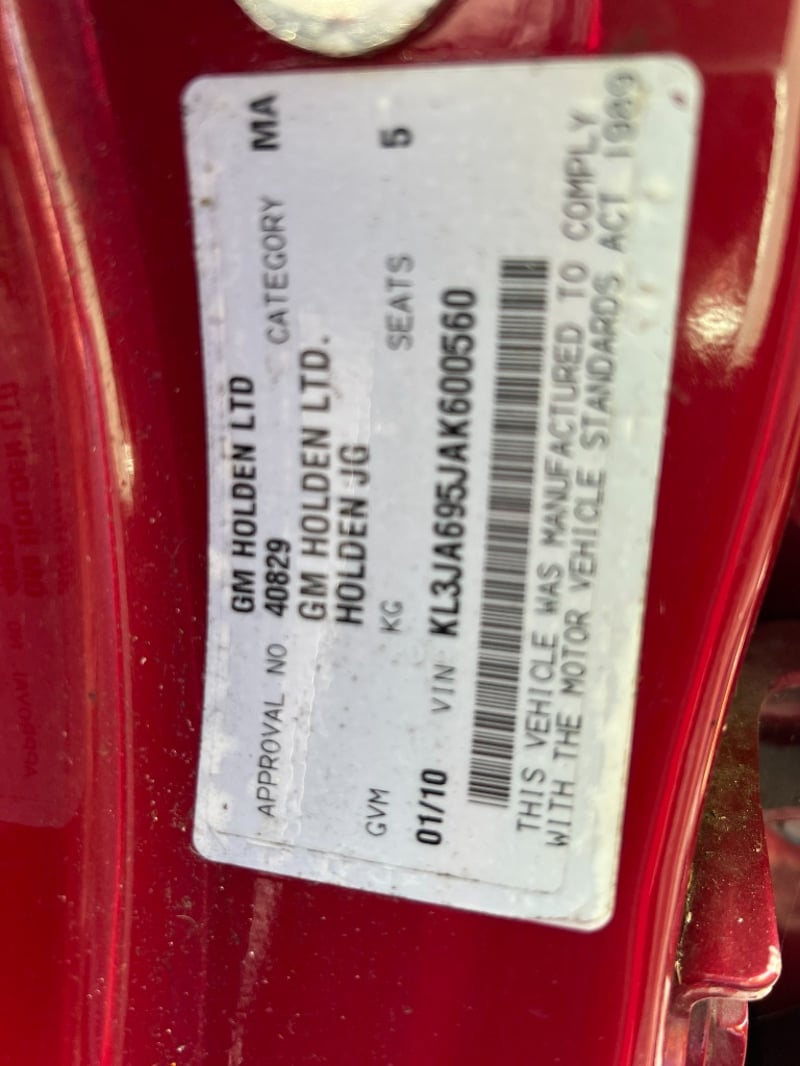 GM HOLDEN LTD
APPROVAL NO 40829 CATEGORY MA
GM HOLDEN LTD.
HOLDEN JG
GVM KG SEATS 5
01/10 VIN KL3JA695JAK600560
THIS VEHICLE WAS MANUFACTURED TO COMPLY
WITH THE MOTOR VEHICLE STANDARDS ACT 1989